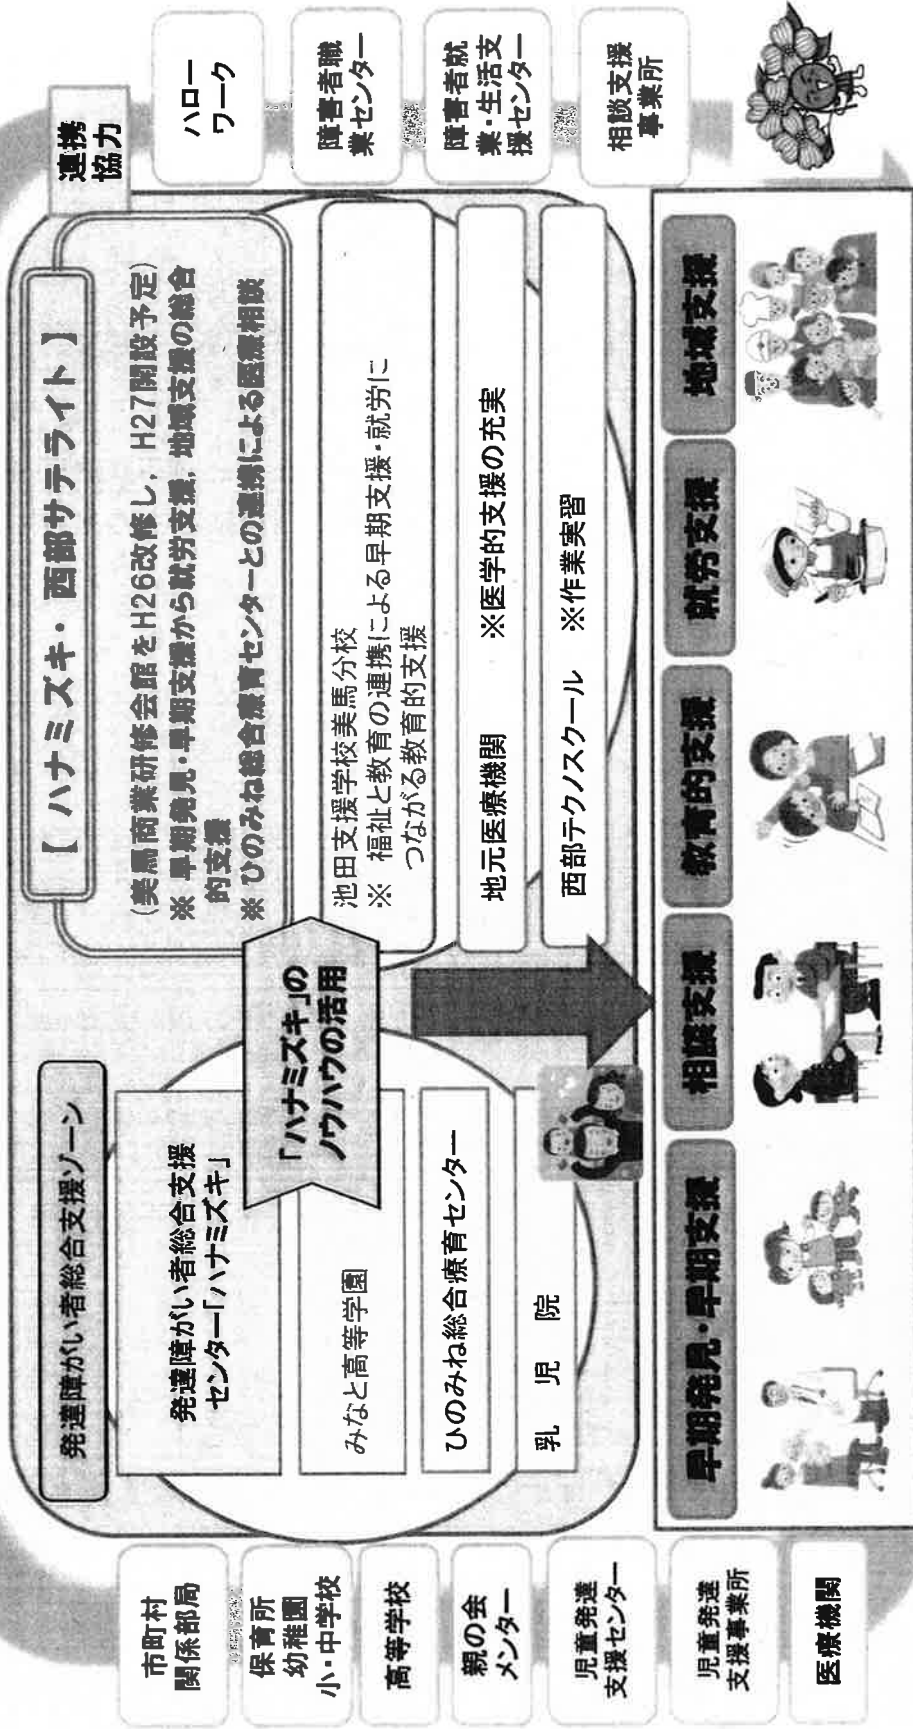 発達障がい者総合支援ゾーン
【 ハナミズキ・西部サテライト 】
連携
協力
市町村
関係部局
保育所
幼稚園
小・中学校
高等学校
親の会
メンター
児童発達
支援センター
児童発達
支援事業所
医療機関
発達障がい者総合支援
センター「ハナミズキ」
みなと高等学園
ひのみね総合療育センター
乳 児 院
「ハナミズキ」の
ノウハウの活用
(美馬商業研修会館をH26改修し，H27開設予定)
※ 早期発見・早期支援から就労支援，地域支援の総合
的支援
※ ひのみね総合療育センターとの連携による医療相談
池田支援学校美馬分校
※ 福祉と教育の連携による早期支援・就労に
つながる教育的支援
地元医療機関 ※医学的支援の充実
西部テクノスクール ※作業実習
ハロー
ワーク
障害者職
業センター
障害者就
業・生活支
援センター
相談支援
事業所
早期発見・早期支援
相談支援
教育的支援
就労支援
地域支援